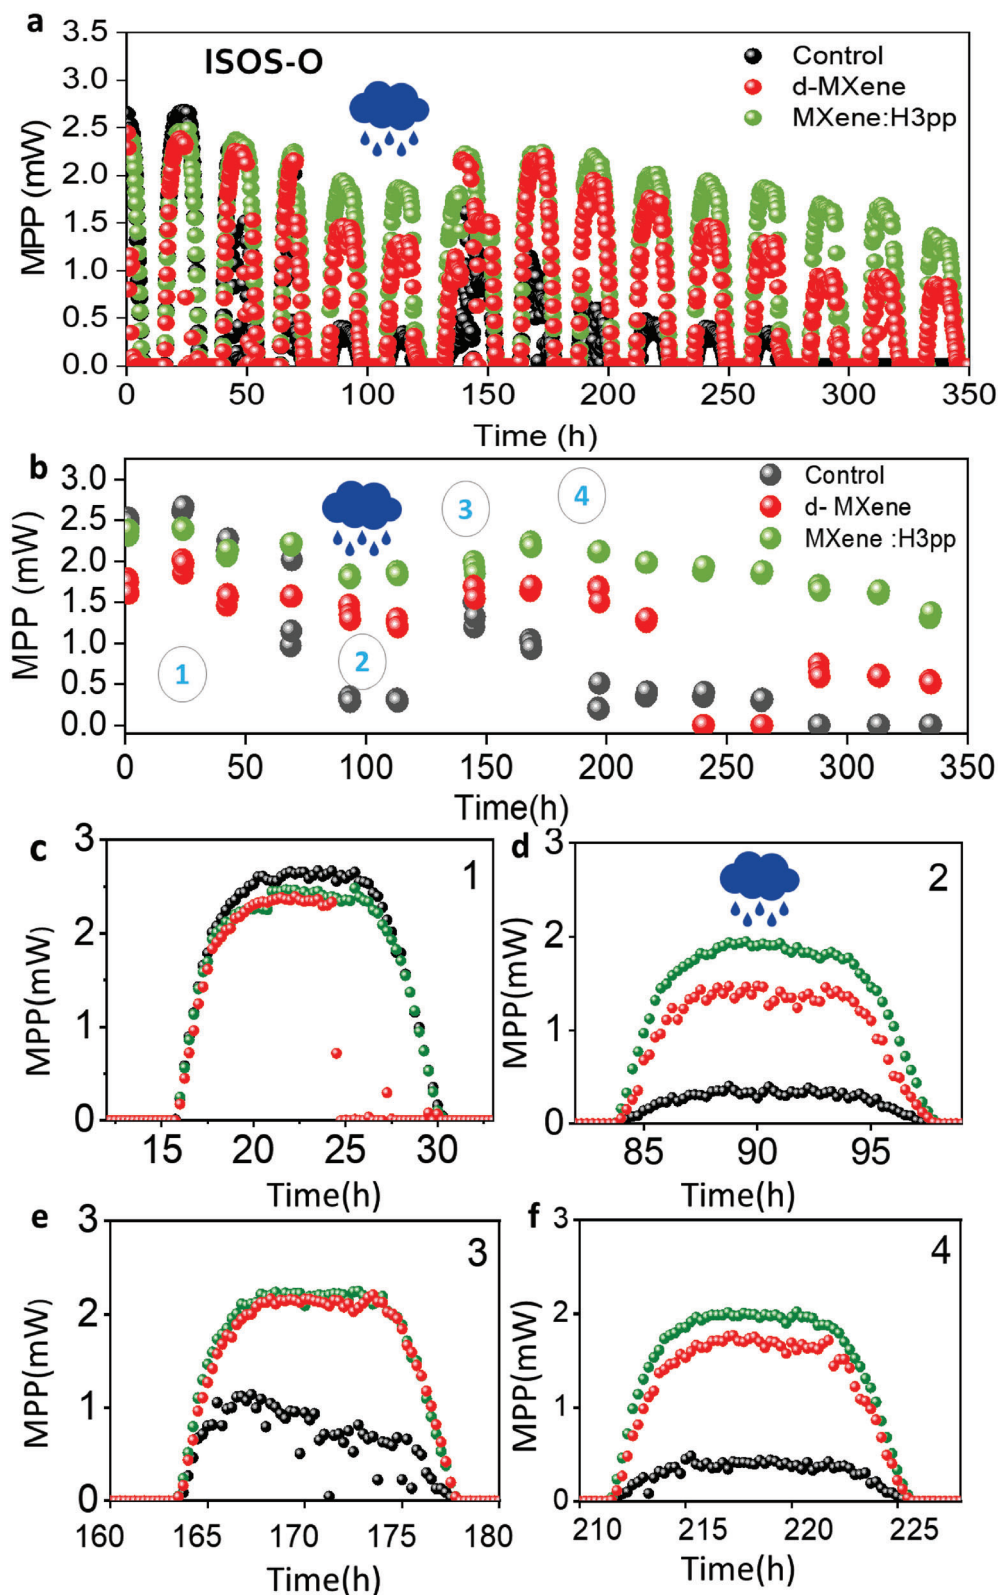 a
ISOS-O
Control
d-MXene
MXene:H3pp
MPP (mW)
3.5
3.0
2.5
2.0
1.5
1.0
0.5
0.0
0 50 100 150 200 250 300 350
Time (h)
b
Control
d- MXene
MXene :H3pp
1
2
3
4
MPP (mW)
3.0
2.5
2.0
1.5
1.0
0.5
0.0
0 50 100 150 200 250 300 350
Time(h)
c
1
MPP(mW)
3
2
1
0
15 20 25 30
Time(h)
d
2
MPP(mW)
3
2
1
0
85 90 95
Time(h)
e
3
MPP(mW)
3
2
1
0
160 165 170 175 180
Time(h)
f
4
MPP(mW)
3
2
1
0
210 215 220 225
Time(h)